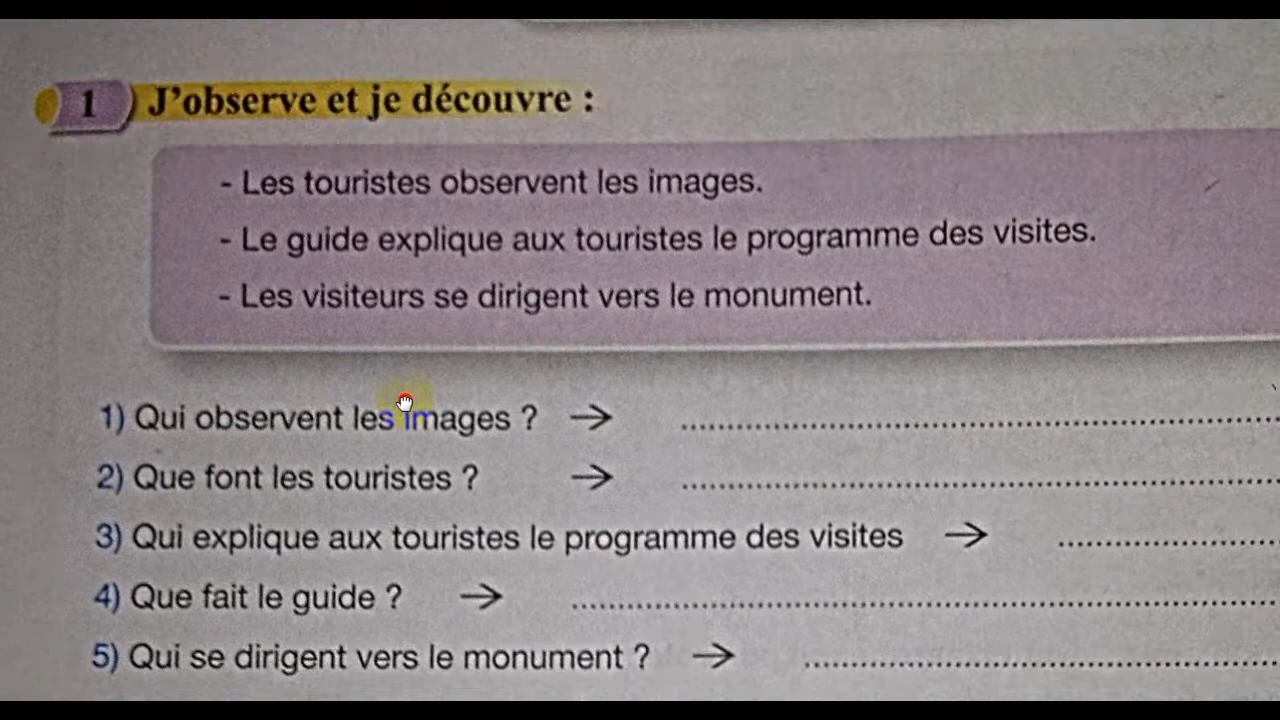 1 J'observe et je découvre :
- Les touristes observent les images.
- Le guide explique aux touristes le programme des visites.
- Les visiteurs se dirigent vers le monument.
1) Qui observent les images ? → ..........................................................
2) Que font les touristes ? → ..........................................................
3) Qui explique aux touristes le programme des visites → .....................
4) Que fait le guide ? → ....................................................................
5) Qui se dirigent vers le monument ? → .............................................